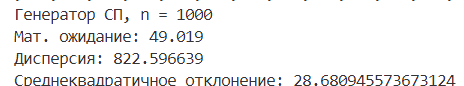 Генератор СП, n = 1000
Мат. ожидание: 49.019
Дисперсия: 822.596639
Среднеквадратичное отклонение: 28.680945573673124